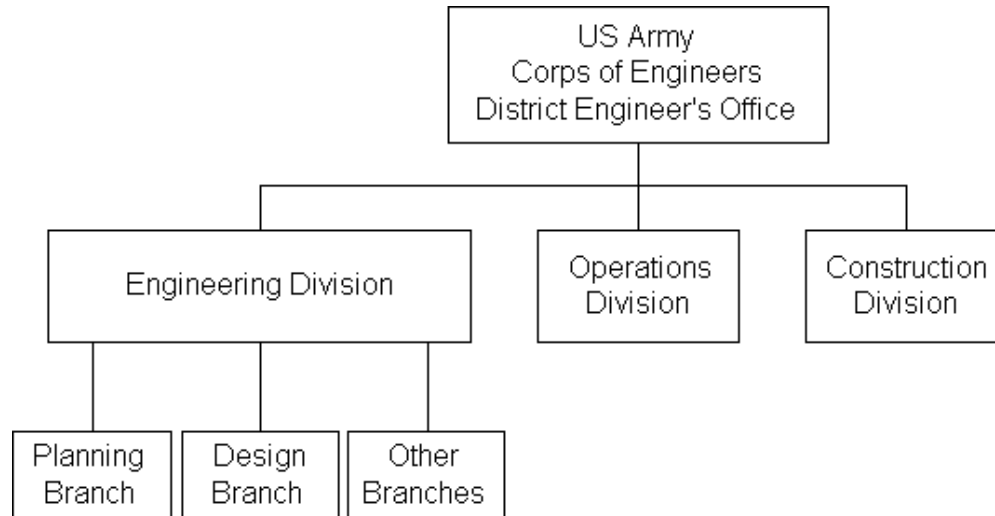 US Army
Corps of Engineers
District Engineer's Office
Engineering Division
Operations
Division
Construction
Division
Planning
Branch
Design
Branch
Other
Branches